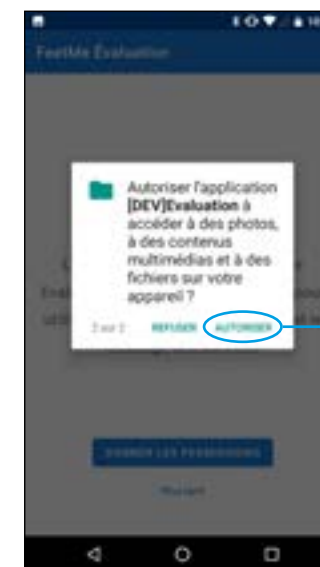 FeetMe Évaluation
Autoriser l'application
[DEV]Evaluation à
accéder à des photos,
à des contenus
multimédias et à des
fichiers sur votre
appareil ?
2 sur 2 REFUSER AUTORISER
DONNER LES PERMISSIONS